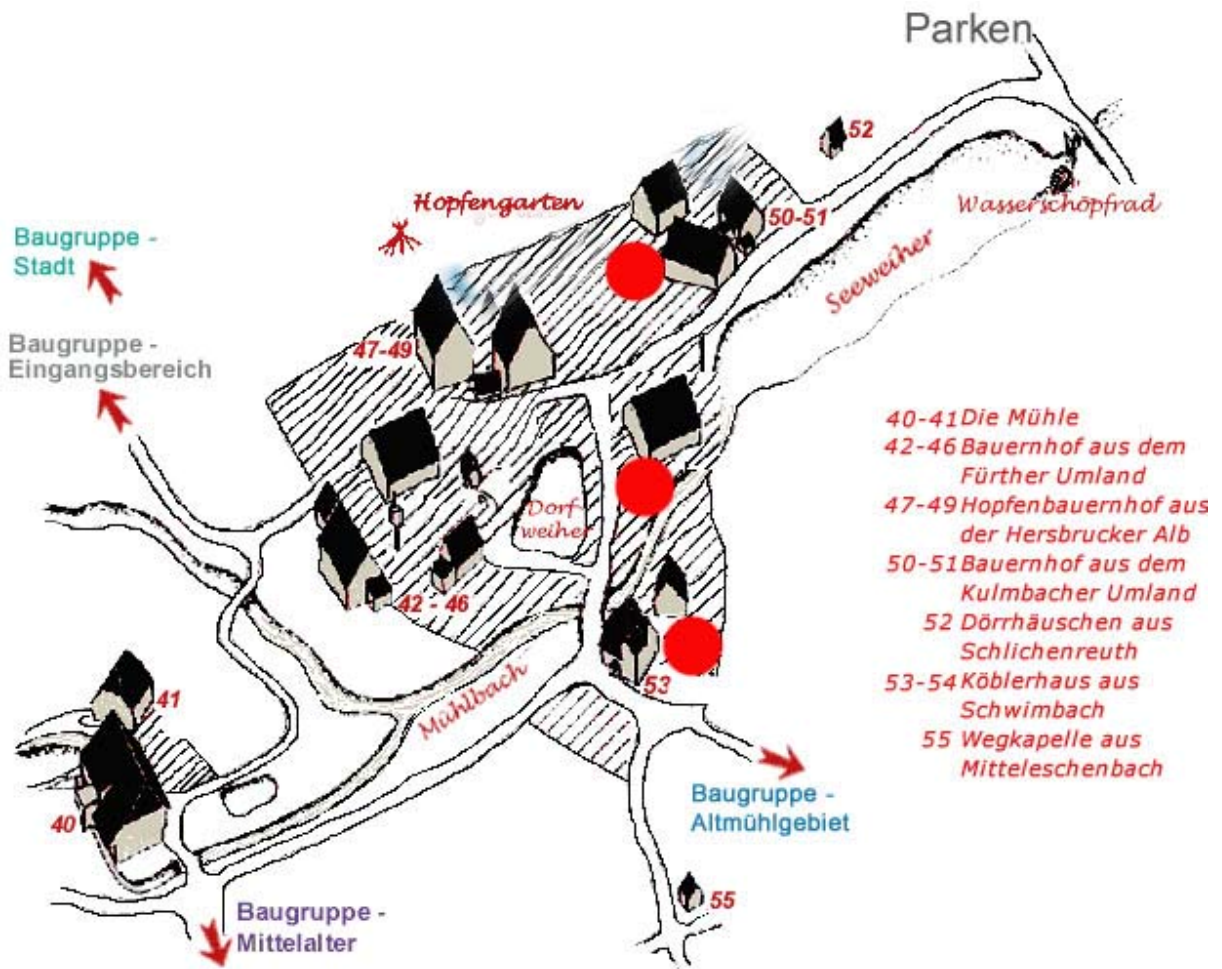 Parken
52
Hopfengarten
50-51
Wasserschöpfrad
Baugruppe -
Stadt
Seeweiher
Baugruppe -
Eingangsbereich
47-49
40-41 Die Mühle
42-46 Bauernhof aus dem
Fürther Umland
47-49 Hopfenbauernhof aus
der Hersbrucker Alb
50-51 Bauernhof aus dem
Kulmbacher Umland
52 Dörrhäuschen aus
Schlichenreuth
53-54 Köblerhaus aus
Schwimbach
55 Wegkapelle aus
Mitteleschenbach
Dorf-
weiher
42 - 46
53
41
Mühlbach
40
Baugruppe -
Altmühlgebiet
55
Baugruppe -
Mittelalter